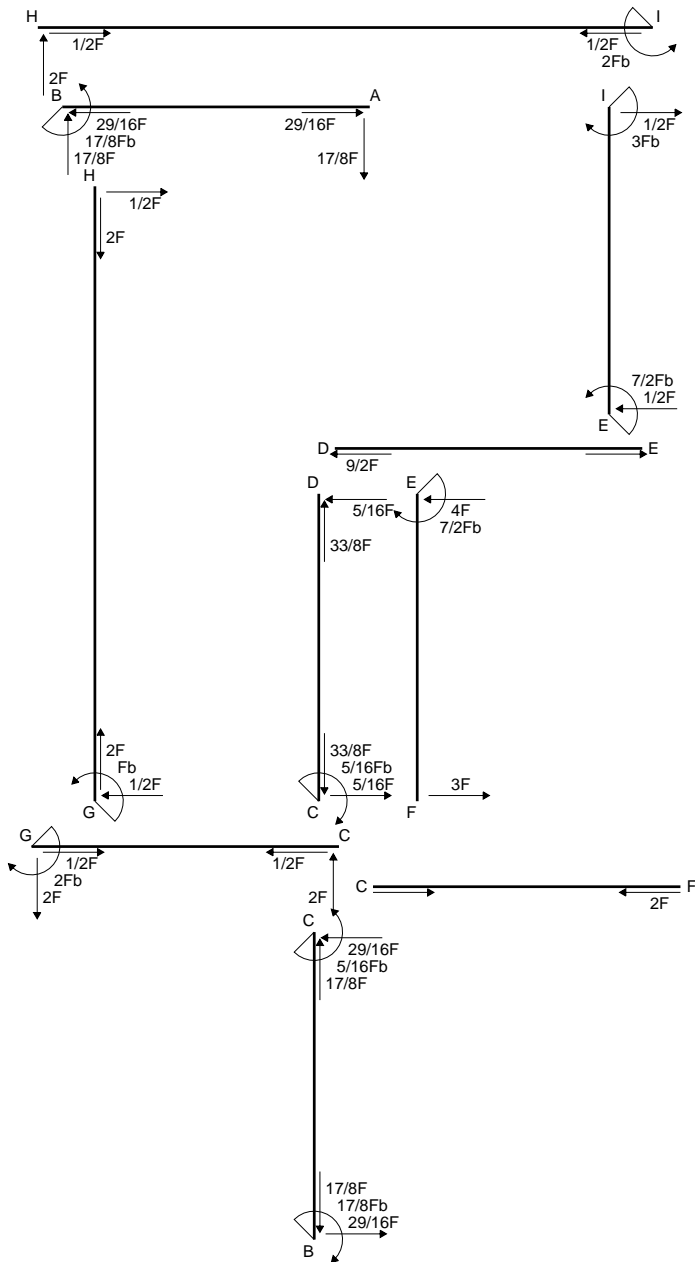 H I
1/2F 1/2F
2F 2Fb
B A I
29/16F 29/16F 1/2F
17/8Fb 3Fb
17/8F 17/8F
H
1/2F
2F
7/2Fb
1/2F
E
D E
9/2F
D E
5/16F 4F
7/2Fb
33/8F
2F 33/8F
Fb 5/16Fb
1/2F 5/16F 3F
G C F
G C
1/2F 1/2F
2Fb
2F 2F
C F
2F
C
29/16F
5/16Fb
17/8F
17/8F
17/8Fb
29/16F
B